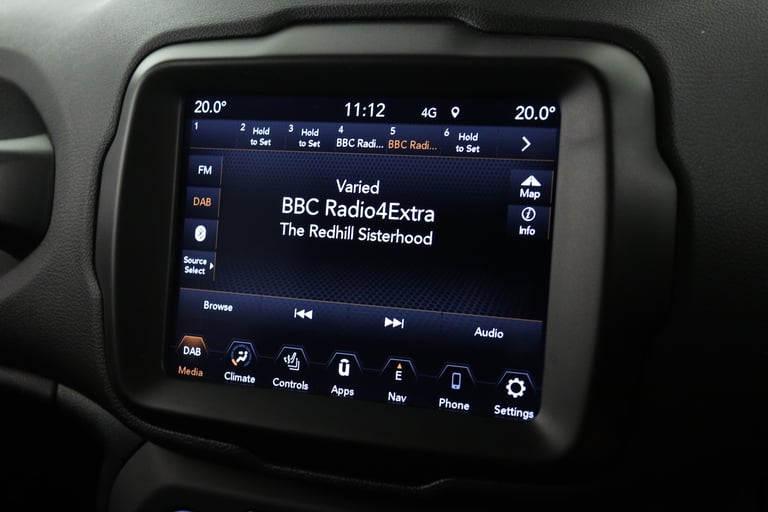 20.0° 11:12 4G 20.0°
1 2 Hold to Set 3 Hold to Set 4 BBC Radi... 5 BBC Radi... 6 Hold to Set
FM
Map
Varied
DAB
BBC Radio4Extra
Info
The Redhill Sisterhood
Source
Select
Browse
Audio
DAB
E
Media
Climate
Controls
Apps
Nav
Phone
Settings